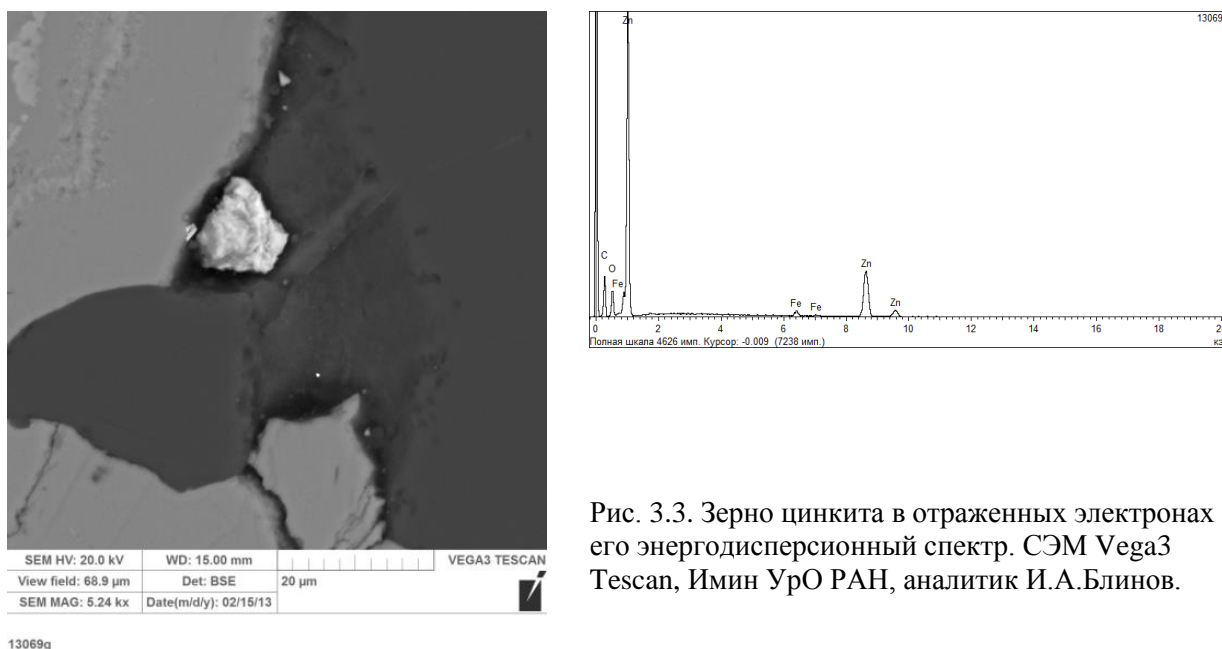 SEM HV: 20.0 kV
WD: 15.00 mm
VEGA3 TESCAN
View field: 68.9 µm
Det: BSE
20 µm
SEM MAG: 5.24 kx
Date(m/d/y): 02/15/13
13069g
Zn
13069
C
O
Fe
Fe
Fe
Zn
Zn
0 2 4 6 8 10 12 14 16 18
Полная шкала 4626 имп. Курсор: -0.009 (7238 имп.)
Рис. 3.3. Зерно цинкита в отраженных электронах
его энергодисперсионный спектр. СЭМ Vega3
Tescan, Имин УрО РАН, аналитик И.А.Блинов.